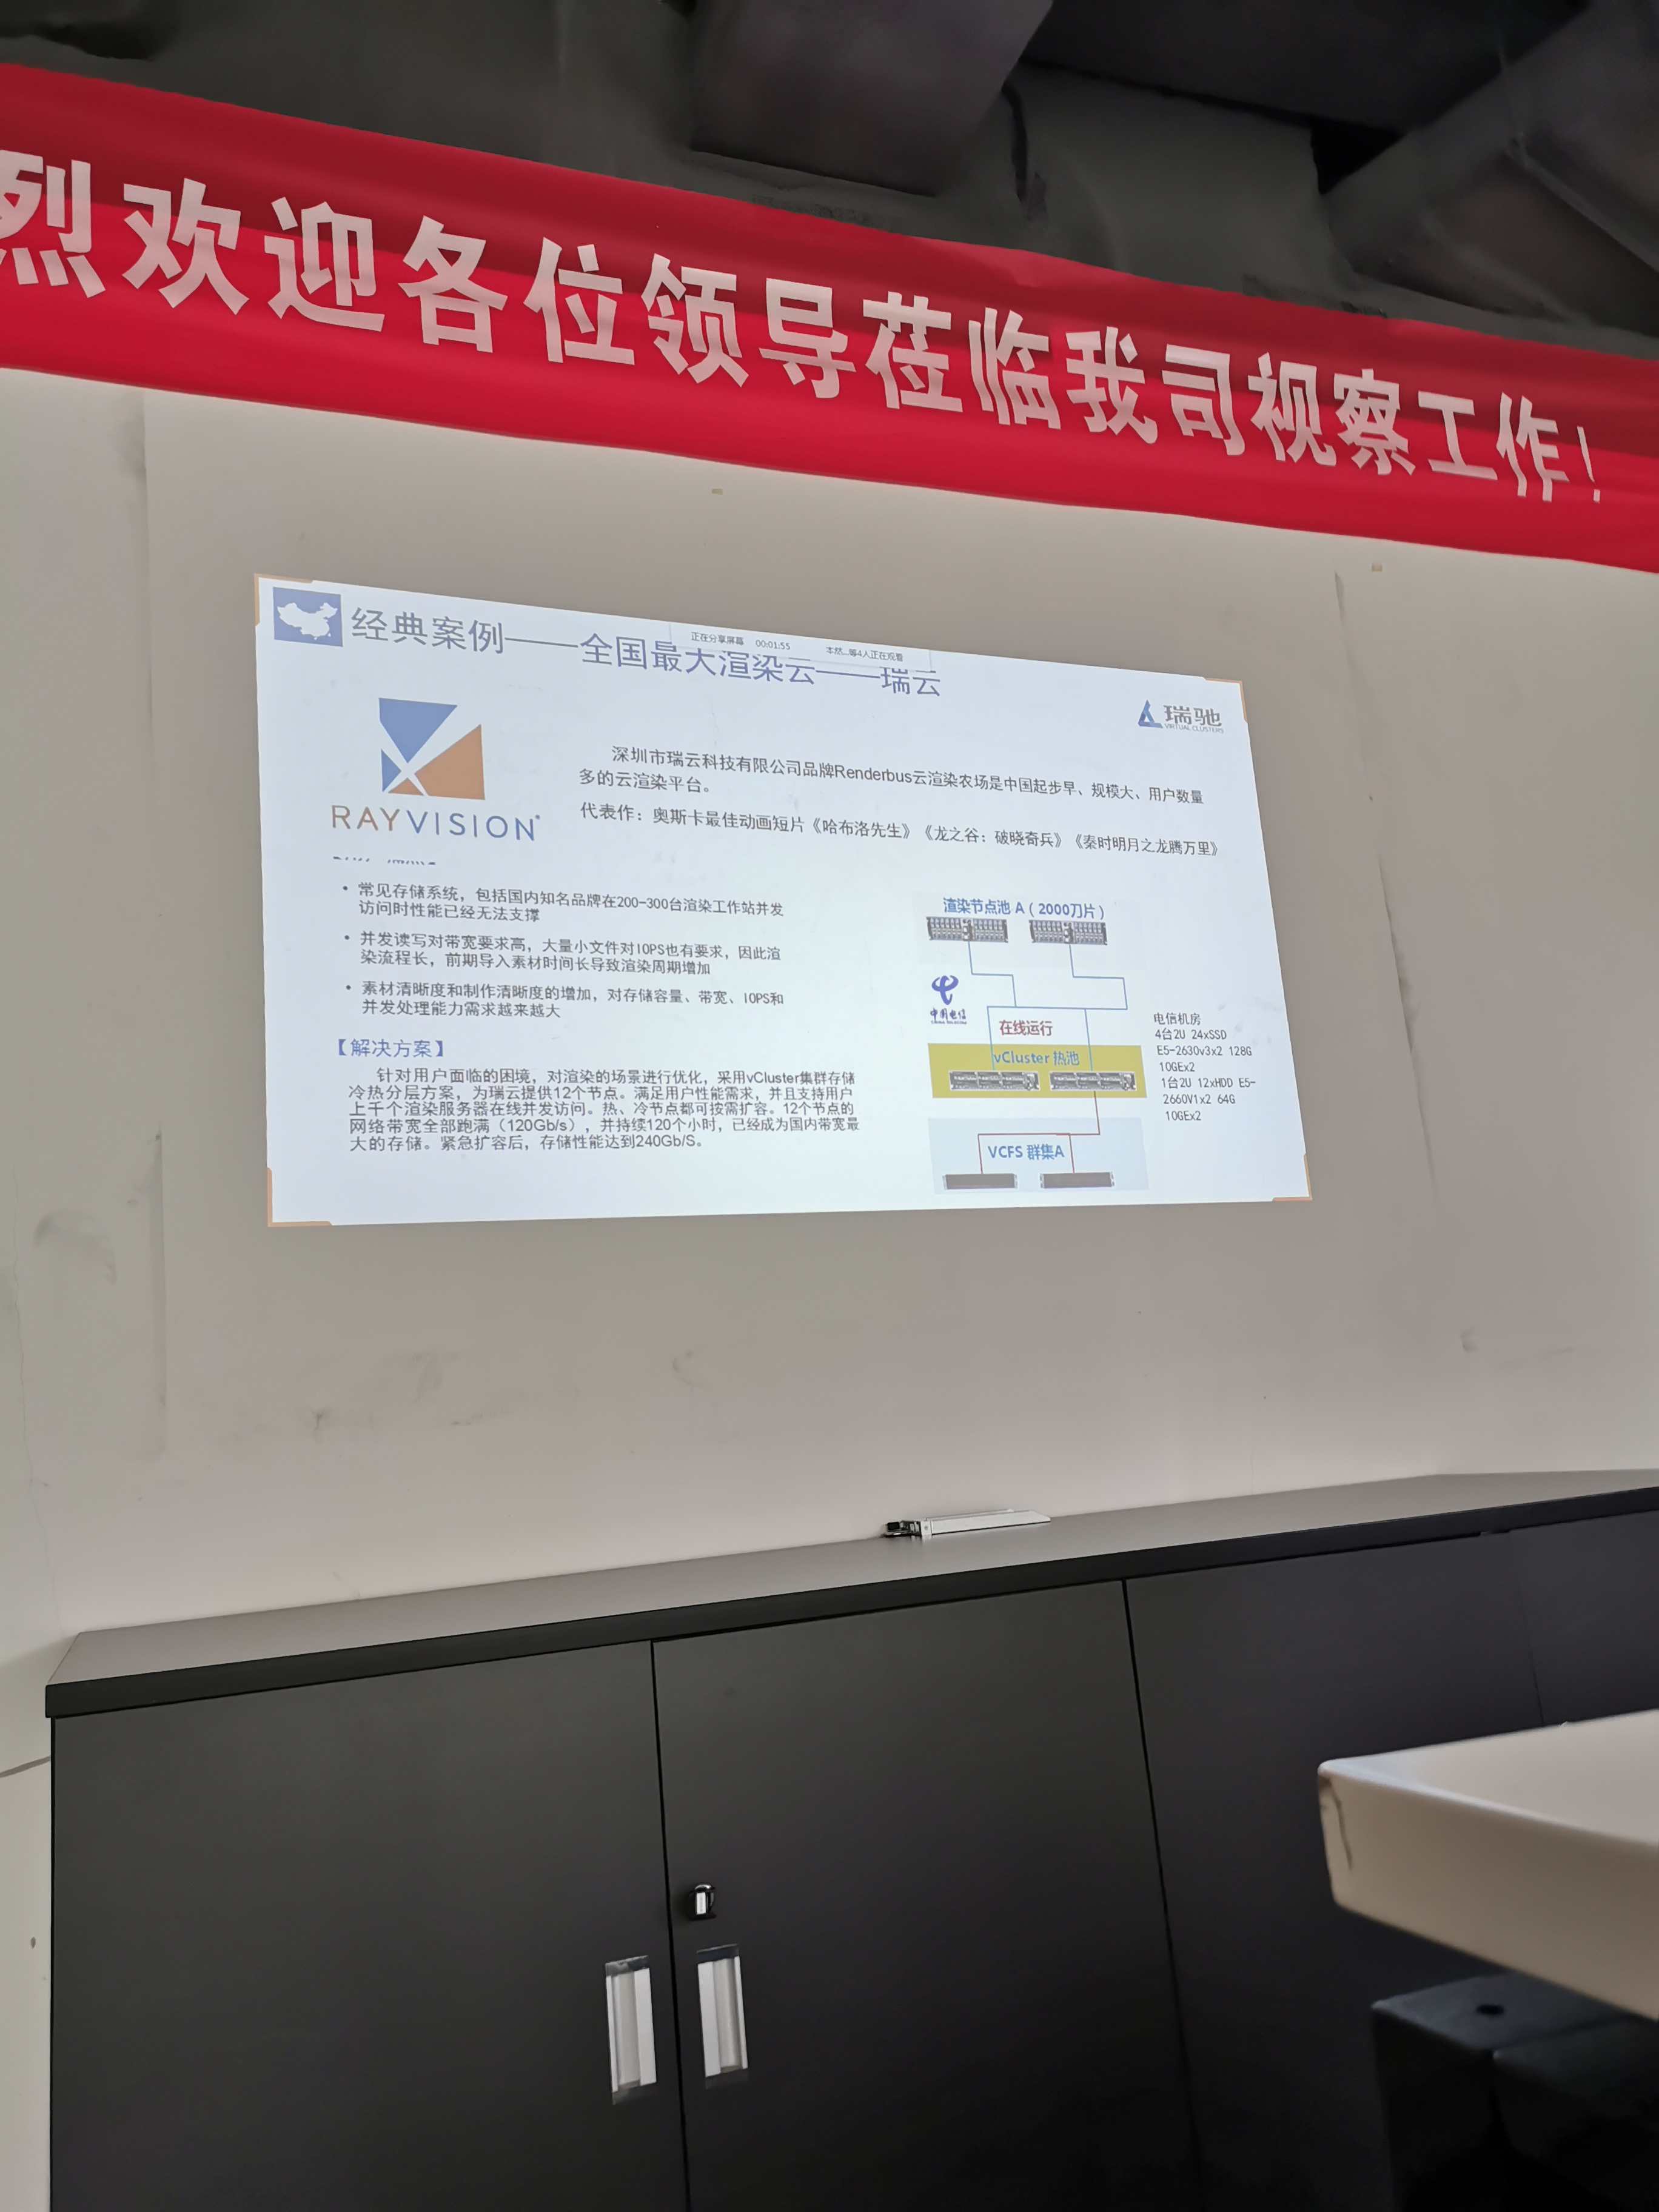 烈欢迎各位领导莅临我司视察工作！
正在分享屏幕 00:01:55 本然...等4人正在观看
经典案例——全国最大渲染云——瑞云
瑞驰
VIRTUAL CLUSTERS
RAYVISION
深圳市瑞云科技有限公司品牌Renderbus云渲染农场是中国起步早、规模大、用户数量
多的云渲染平台。
代表作：奥斯卡最佳动画短片《哈布洛先生》《龙之谷：破晓奇兵》《秦时明月之龙腾万里》
• 常见存储系统，包括国内知名品牌在200-300台渲染工作站并发
访问时性能已经无法支撑
• 并发读写对带宽要求高，大量小文件对IOPS也有要求，因此渲
染流程长，前期导入素材时间长导致渲染周期增加
• 素材清晰度和制作清晰度的增加，对存储容量、带宽、IOPS和
并发处理能力需求越来越大
【解决方案】
针对用户面临的困境，对渲染的场景进行优化，采用vCluster集群存储
冷热分层方案，为瑞云提供12个节点。满足用户性能需求，并且支持用户
上千个渲染服务器在线并发访问。热、冷节点都可按需扩容。12个节点的
网络带宽全部跑满（120Gb/s），并持续120个小时，已经成为国内带宽最
大的存储。紧急扩容后，存储性能达到240Gb/S。
渲染节点池 A（2000刀片）
中国电信
CHINA TELECOM
在线运行
vCluster 热池
VCFS 群集A
电信机房
4台2U 24xSSD
E5-2630v3x2 128G
10GEx2
1台2U 12xHDD E5-
2660V1x2 64G
10GEx2